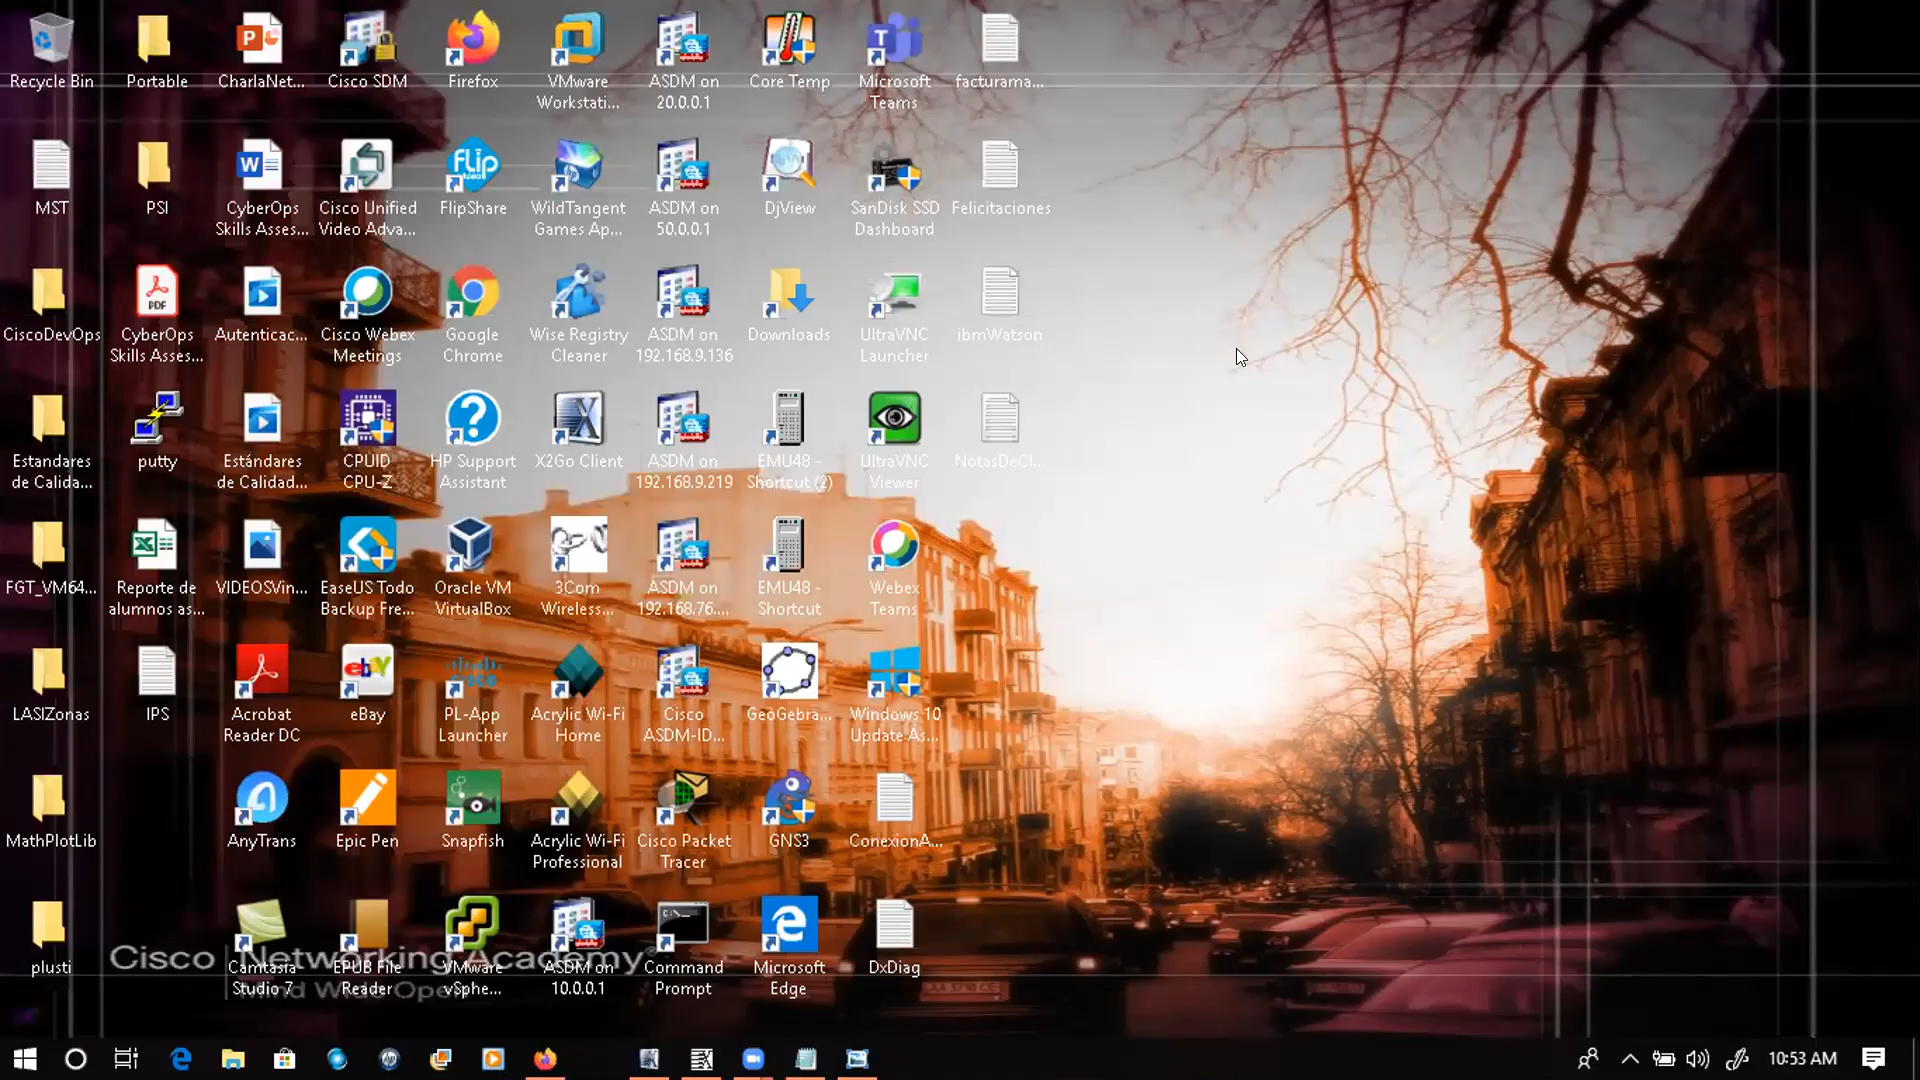 Recycle Bin
Portable
CharlaNet...
Cisco SDM
Firefox
VMware
Workstati...
ASDM on
20.0.0.1
Core Temp
Microsoft
Teams
facturama...
MST
PSI
CyberOps
Skills Asses...
Cisco Unified
Video Adva...
FlipShare
WildTangent
Games Ap...
ASDM on
50.0.0.1
DjView
SanDisk SSD
Dashboard
Felicitaciones
CiscoDevOps
CyberOps
Skills Asses...
Autenticac...
Cisco Webex
Meetings
Google
Chrome
Wise Registry
Cleaner
ASDM on
192.168.9.136
Downloads
UltraVNC
Launcher
ibmWatson
Estandares
de Calida...
putty
Estándares
de Calidad...
CPUID
CPU-Z
HP Support
Assistant
X2Go Client
ASDM on
192.168.9.219
EMU48 -
Shortcut (2)
UltraVNC
Viewer
NotasDeCl...
FGT_VM64...
Reporte de
alumnos as...
VIDEOSVin...
EaseUS Todo
Backup Fre...
Oracle VM
VirtualBox
3Com
Wireless...
ASDM on
192.168.76....
EMU48 -
Shortcut
Webex
Teams
LASIZonas
IPS
Acrobat
Reader DC
eBay
PL-App
Launcher
Acrylic Wi-Fi
Home
Cisco
ASDM-ID...
GeoGebra...
Windows 10
Update As...
MathPlotLib
AnyTrans
Epic Pen
Snapfish
Acrylic Wi-Fi
Professional
Cisco Packet
Tracer
GNS3
ConexionA...
plusti
Camtasia
Studio 7
EPUB File
Reader
VMware
vSphe...
ASDM on
10.0.0.1
Command
Prompt
Microsoft
Edge
DxDiag
Cisco Networking Academy
Mind Wide Open
10:53 AM